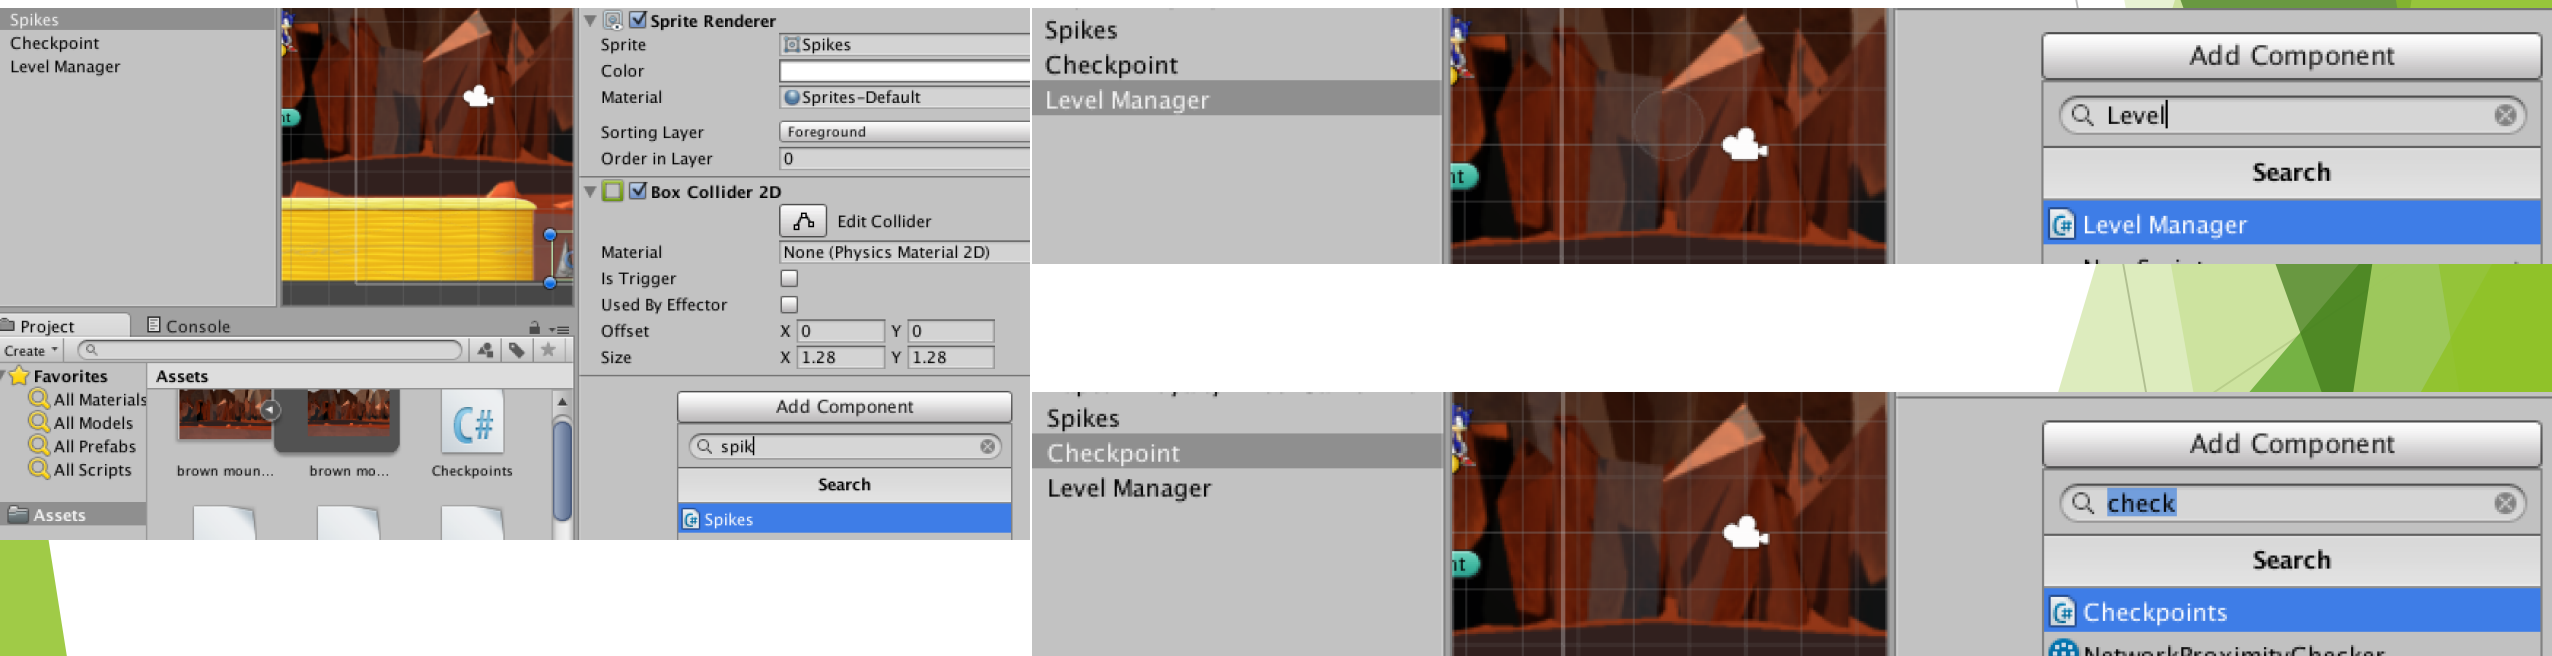 Spikes
Checkpoint
Level Manager
nt
Sprite Renderer
Sprite
Spikes
Color
Material
Sprites-Default
Sorting Layer
Foreground
Order in Layer
0
Box Collider 2D
Edit Collider
Material
None (Physics Material 2D)
Is Trigger
Used By Effector
Offset
X 0 Y 0
Size
X 1.28 Y 1.28
Add Component
spik
Search
C# Spikes
Project
Console
Create
Favorites
All Materials
All Models
All Prefabs
All Scripts
Assets
Assets
C#
brown moun...
brown mo...
Checkpoints
Spikes
Checkpoint
Level Manager
nt
Add Component
Level
Search
C# Level Manager
Spikes
Checkpoint
Level Manager
nt
Add Component
check
Search
C# Checkpoints
NetworkProximityChecker